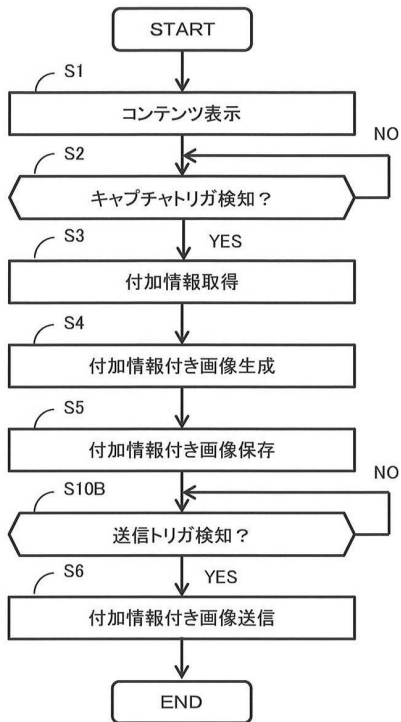 START
S1
コンテンツ表示
NO
S2
キャプチャトリガ検知？
YES
S3
付加情報取得
S4
付加情報付き画像生成
S5
付加情報付き画像保存
NO
S10B
送信トリガ検知？
YES
S6
付加情報付き画像送信
END